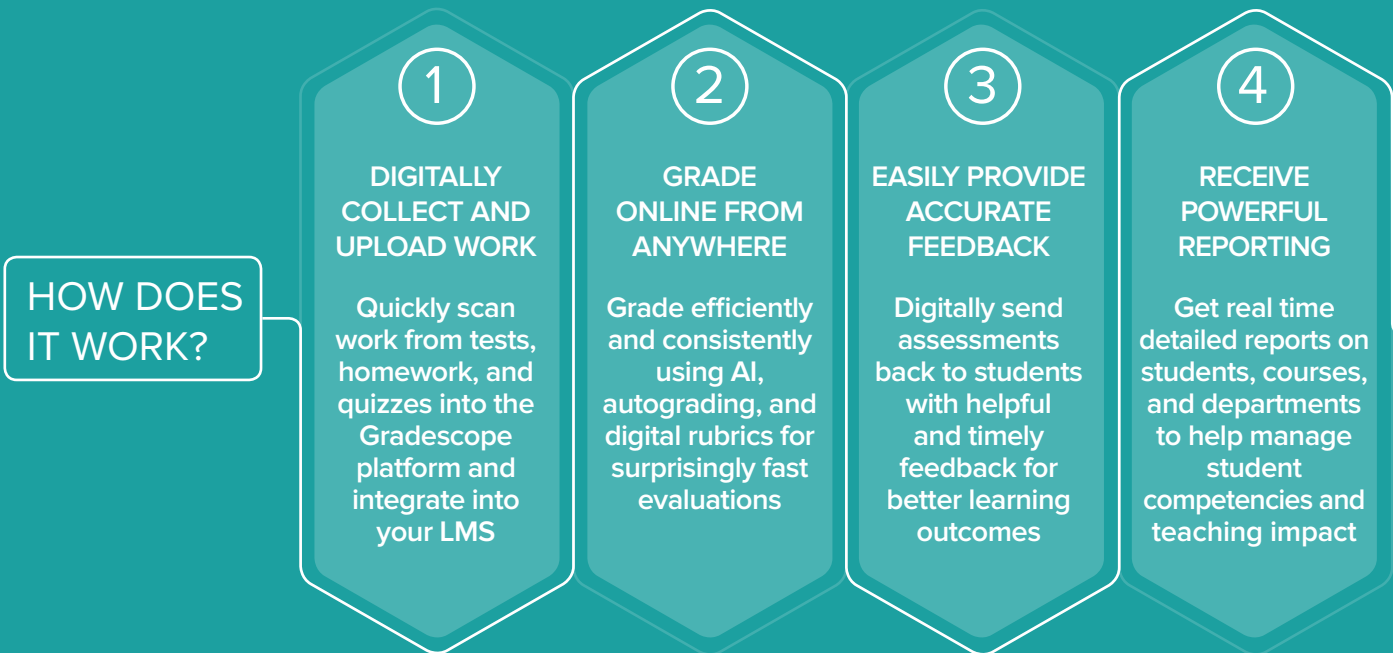 HOW DOES
IT WORK?
1
DIGITALLY
COLLECT AND
UPLOAD WORK
Quickly scan
work from tests,
homework, and
quizzes into the
Gradescope
platform and
integrate into
your LMS
2
GRADE
ONLINE FROM
ANYWHERE
Grade efficiently
and consistently
using AI,
autograding, and
digital rubrics for
surprisingly fast
evaluations
3
EASILY PROVIDE
ACCURATE
FEEDBACK
Digitally send
assessments
back to students
with helpful
and timely
feedback for
better learning
outcomes
4
RECEIVE
POWERFUL
REPORTING
Get real time
detailed reports on
students, courses,
and departments
to help manage
student
competencies and
teaching impact